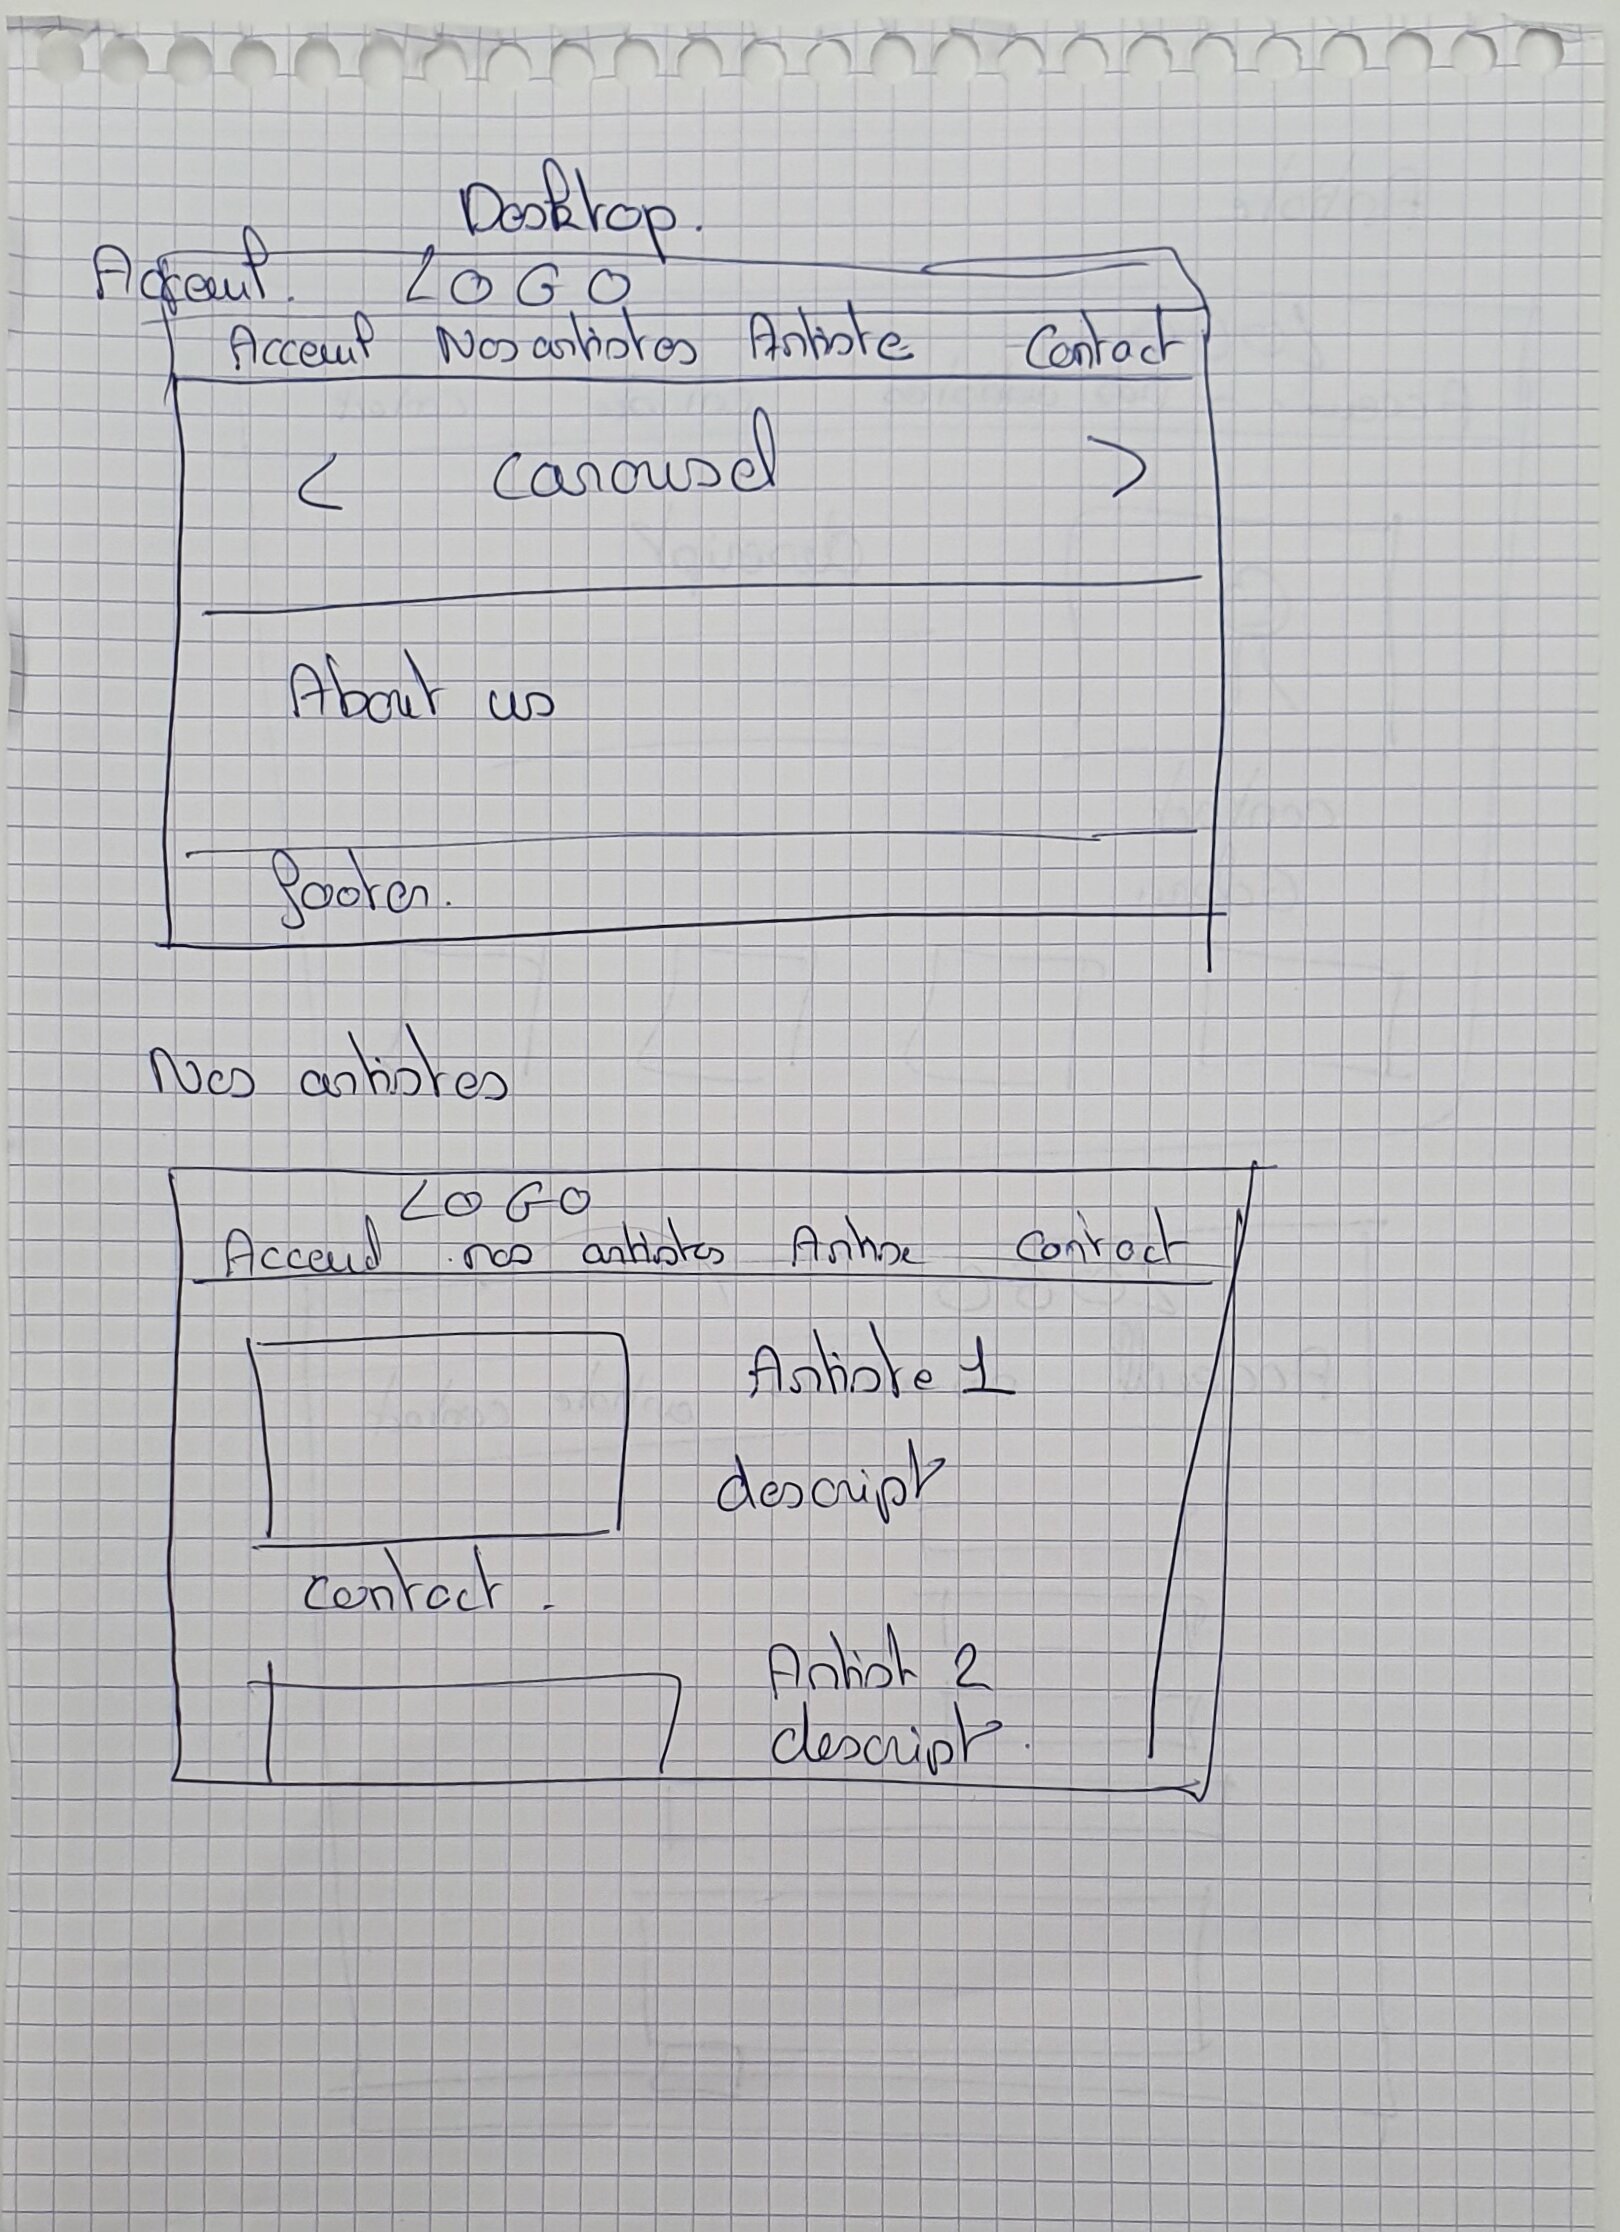 Desktop.
Acceuil. LOGO
Acceuil Nos artistes Artiste Contact
< Carousel >
About us
footer.
Nos artistes
LOGO
Acceuil nos artistes Artise Contact
Artiste 1
descript
contact.
Artist 2
descript.